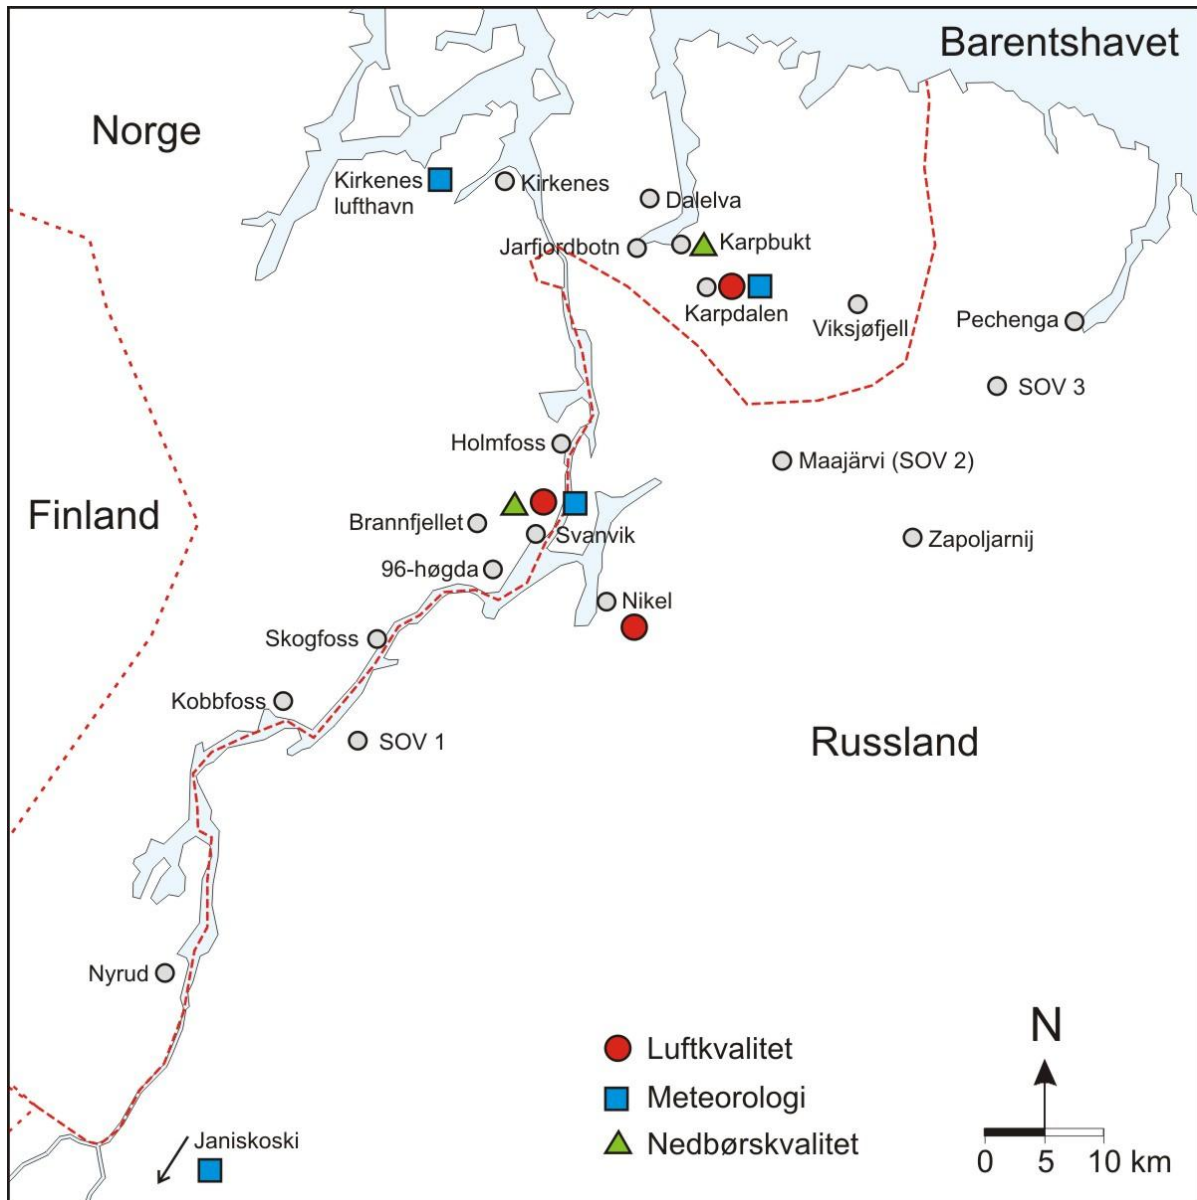 Barentshavet
Norge
Kirkenes
lufthavn
Kirkenes
Dalelva
Jarfjordbotn
Karpbukt
Karpdalen
Viksjøfjell
Pechenga
SOV 3
Holmfoss
Maajärvi (SOV 2)
Finland
Brannfjellet
Svanvik
Zapoljarnij
96-høgda
Nikel
Skogfoss
Kobbfoss
SOV 1
Russland
Nyrud
N
Luftkvalitet
Meteorologi
Nedbørskvalitet
Janiskoski
0 5 10 km